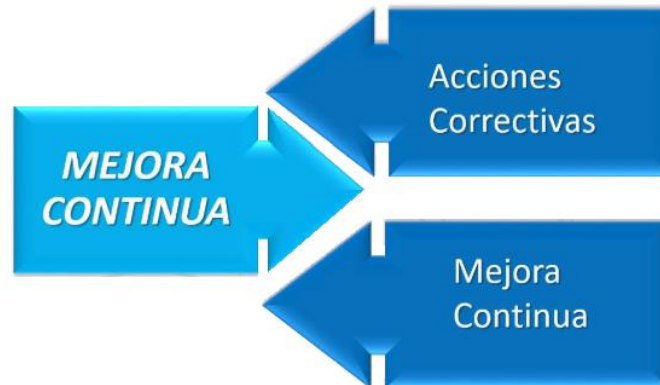 MEJORA
CONTINUA
Acciones
Correctivas
Mejora
Continua